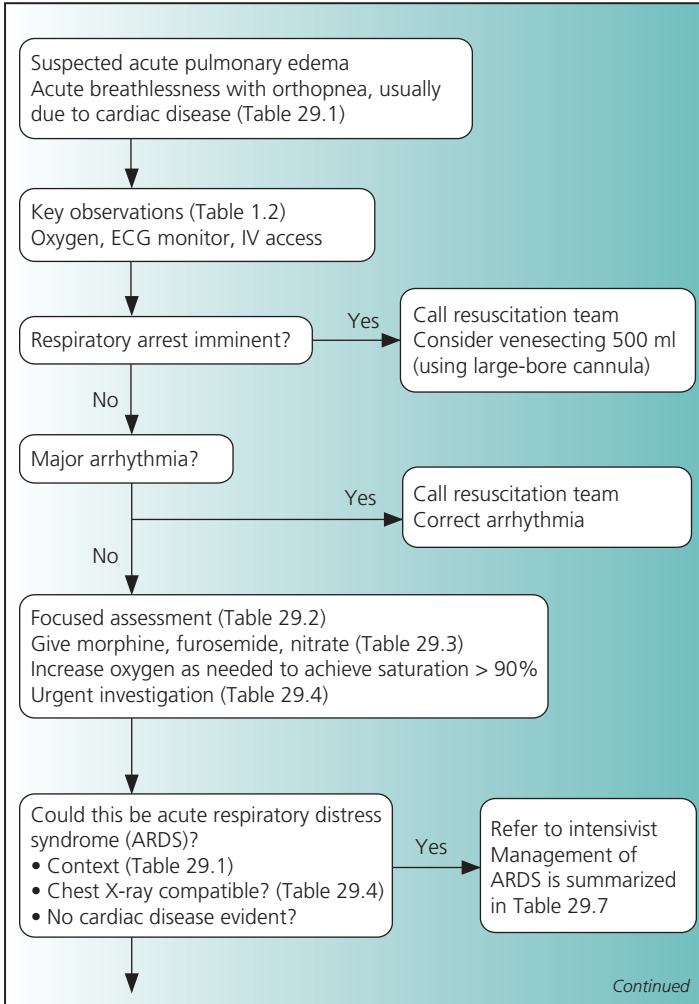 Suspected acute pulmonary edema
Acute breathlessness with orthopnea, usually
due to cardiac disease (Table 29.1)
Key observations (Table 1.2)
Oxygen, ECG monitor, IV access
Respiratory arrest imminent?
Yes
Call resuscitation team
Consider venesecting 500 ml
(using large-bore cannula)
No
Major arrhythmia?
Yes
Call resuscitation team
Correct arrhythmia
No
Focused assessment (Table 29.2)
Give morphine, furosemide, nitrate (Table 29.3)
Increase oxygen as needed to achieve saturation > 90%
Urgent investigation (Table 29.4)
Could this be acute respiratory distress
syndrome (ARDS)?
• Context (Table 29.1)
• Chest X-ray compatible? (Table 29.4)
• No cardiac disease evident?
Yes
Refer to intensivist
Management of
ARDS is summarized
in Table 29.7
Continued